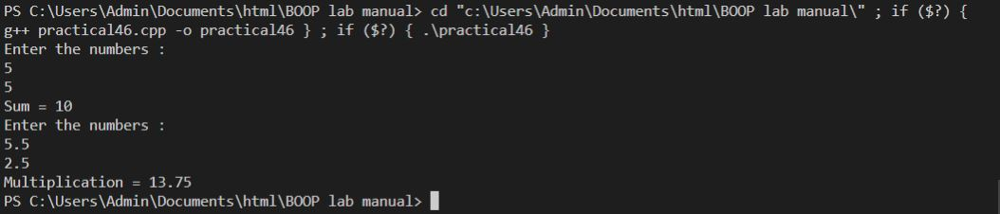 PS C:\Users\Admin\Documents\html\BOOP lab manual> cd "c:\Users\Admin\Documents\html\BOOP lab manual\" ; if ($?) {
g++ practical46.cpp -o practical46 } ; if ($?) { .\practical46 }
Enter the numbers :
5
5
Sum = 10
Enter the numbers :
5.5
2.5
Multiplication = 13.75
PS C:\Users\Admin\Documents\html\BOOP lab manual>